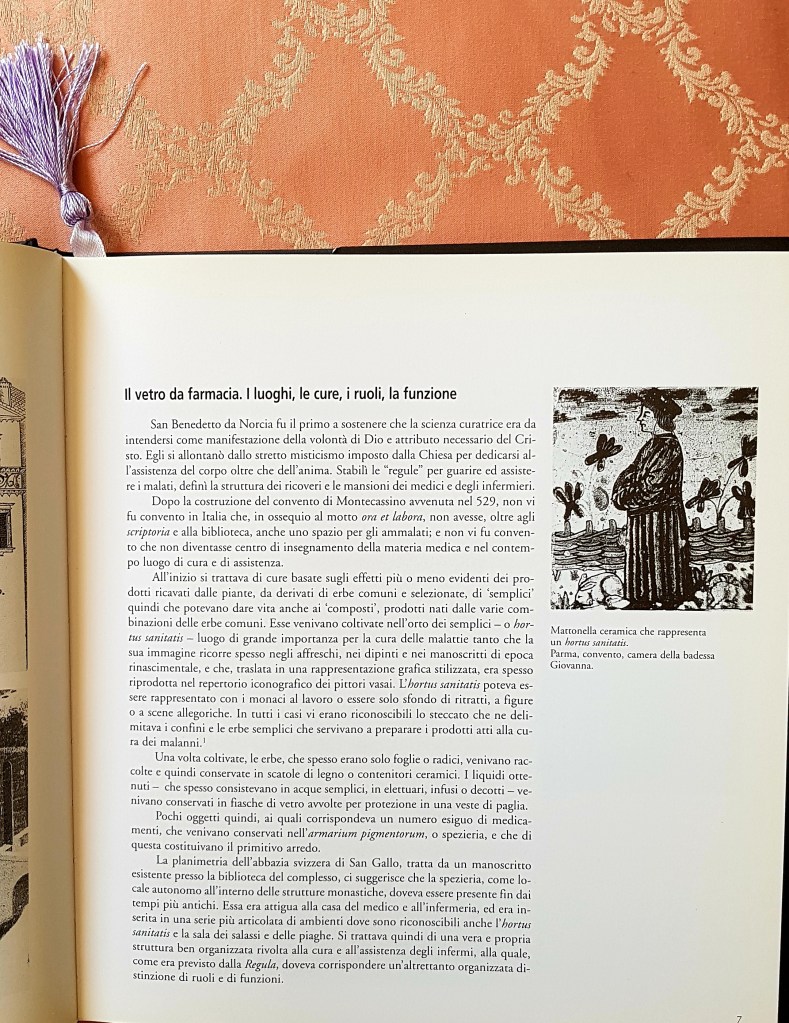 Il vetro da farmacia. I luoghi, le cure, i ruoli, la funzione
San Benedetto da Norcia fu il primo a sostenere che la scienza curatrice era da
intendersi come manifestazione della volontà di Dio e attributo necessario del Cri-
sto. Egli si allontanò dallo stretto misticismo imposto dalla Chiesa per dedicarsi al-
l'assistenza del corpo oltre che dell'anima. Stabilì le “regule” per guarire ed assiste-
re i malati, definì la struttura dei ricoveri e le mansioni dei medici e degli infermieri.
Dopo la costruzione del convento di Montecassino avvenuta nel 529, non vi
fu convento in Italia che, in ossequio al motto ora et labora, non avesse, oltre agli
scriptoria e alla biblioteca, anche uno spazio per gli ammalati; e non vi fu conven-
to che non diventasse centro di insegnamento della materia medica e nel contem-
po luogo di cura e di assistenza.
All'inizio si trattava di cure basate sugli effetti più o meno evidenti dei pro-
dotti ricavati dalle piante, da derivati di erbe comuni e selezionate, di ‘semplici’
quindi che potevano dare vita anche ai ‘composti’, prodotti nati dalle varie com-
binazioni delle erbe comuni. Esse venivano coltivate nell'orto dei semplici – o hor-
tus sanitatis – luogo di grande importanza per la cura delle malattie tanto che la
sua immagine ricorre spesso negli affreschi, nei dipinti e nei manoscritti di epoca
rinascimentale, e che, traslata in una rappresentazione grafica stilizzata, era spesso
riprodotta nel repertorio iconografico dei pittori vasai. L'hortus sanitatis poteva es-
sere rappresentato con i monaci al lavoro o essere solo sfondo di ritratti, a figure
o a scene allegoriche. In tutti i casi vi erano riconoscibili lo steccato che ne deli-
mitava i confini e le erbe semplici che servivano a preparare i prodotti atti alla cu-
ra dei malanni.1
Una volta coltivate, le erbe, che spesso erano solo foglie o radici, venivano rac-
colte e quindi conservate in scatole di legno o contenitori ceramici. I liquidi otte-
nuti – che spesso consistevano in acque semplici, in elettuari, infusi o decotti – ve-
nivano conservati in fiasche di vetro avvolte per protezione in una veste di paglia.
Pochi oggetti quindi, ai quali corrispondeva un numero esiguo di medica-
menti, che venivano conservati nell'armarium pigmentorum, o spezieria, e che di
questa costituivano il primitivo arredo.
La planimetria dell'abbazia svizzera di San Gallo, tratta da un manoscritto
esistente presso la biblioteca del complesso, ci suggerisce che la spezieria, come lo-
cale autonomo all'interno delle strutture monastiche, doveva essere presente fin dai
tempi più antichi. Essa era attigua alla casa del medico e all'infermeria, ed era in-
serita in una serie più articolata di ambienti dove sono riconoscibili anche l'hortus
sanitatis e la sala dei salassi e delle piaghe. Si trattava quindi di una vera e propria
struttura ben organizzata rivolta alla cura e all'assistenza degli infermi, alla quale,
come era previsto dalla Regula, doveva corrispondere un'altrettanto organizzata di-
stinzione di ruoli e di funzioni.
Mattonella ceramica che rappresenta
un hortus sanitatis.
Parma, convento, camera della badessa
Giovanna.
7